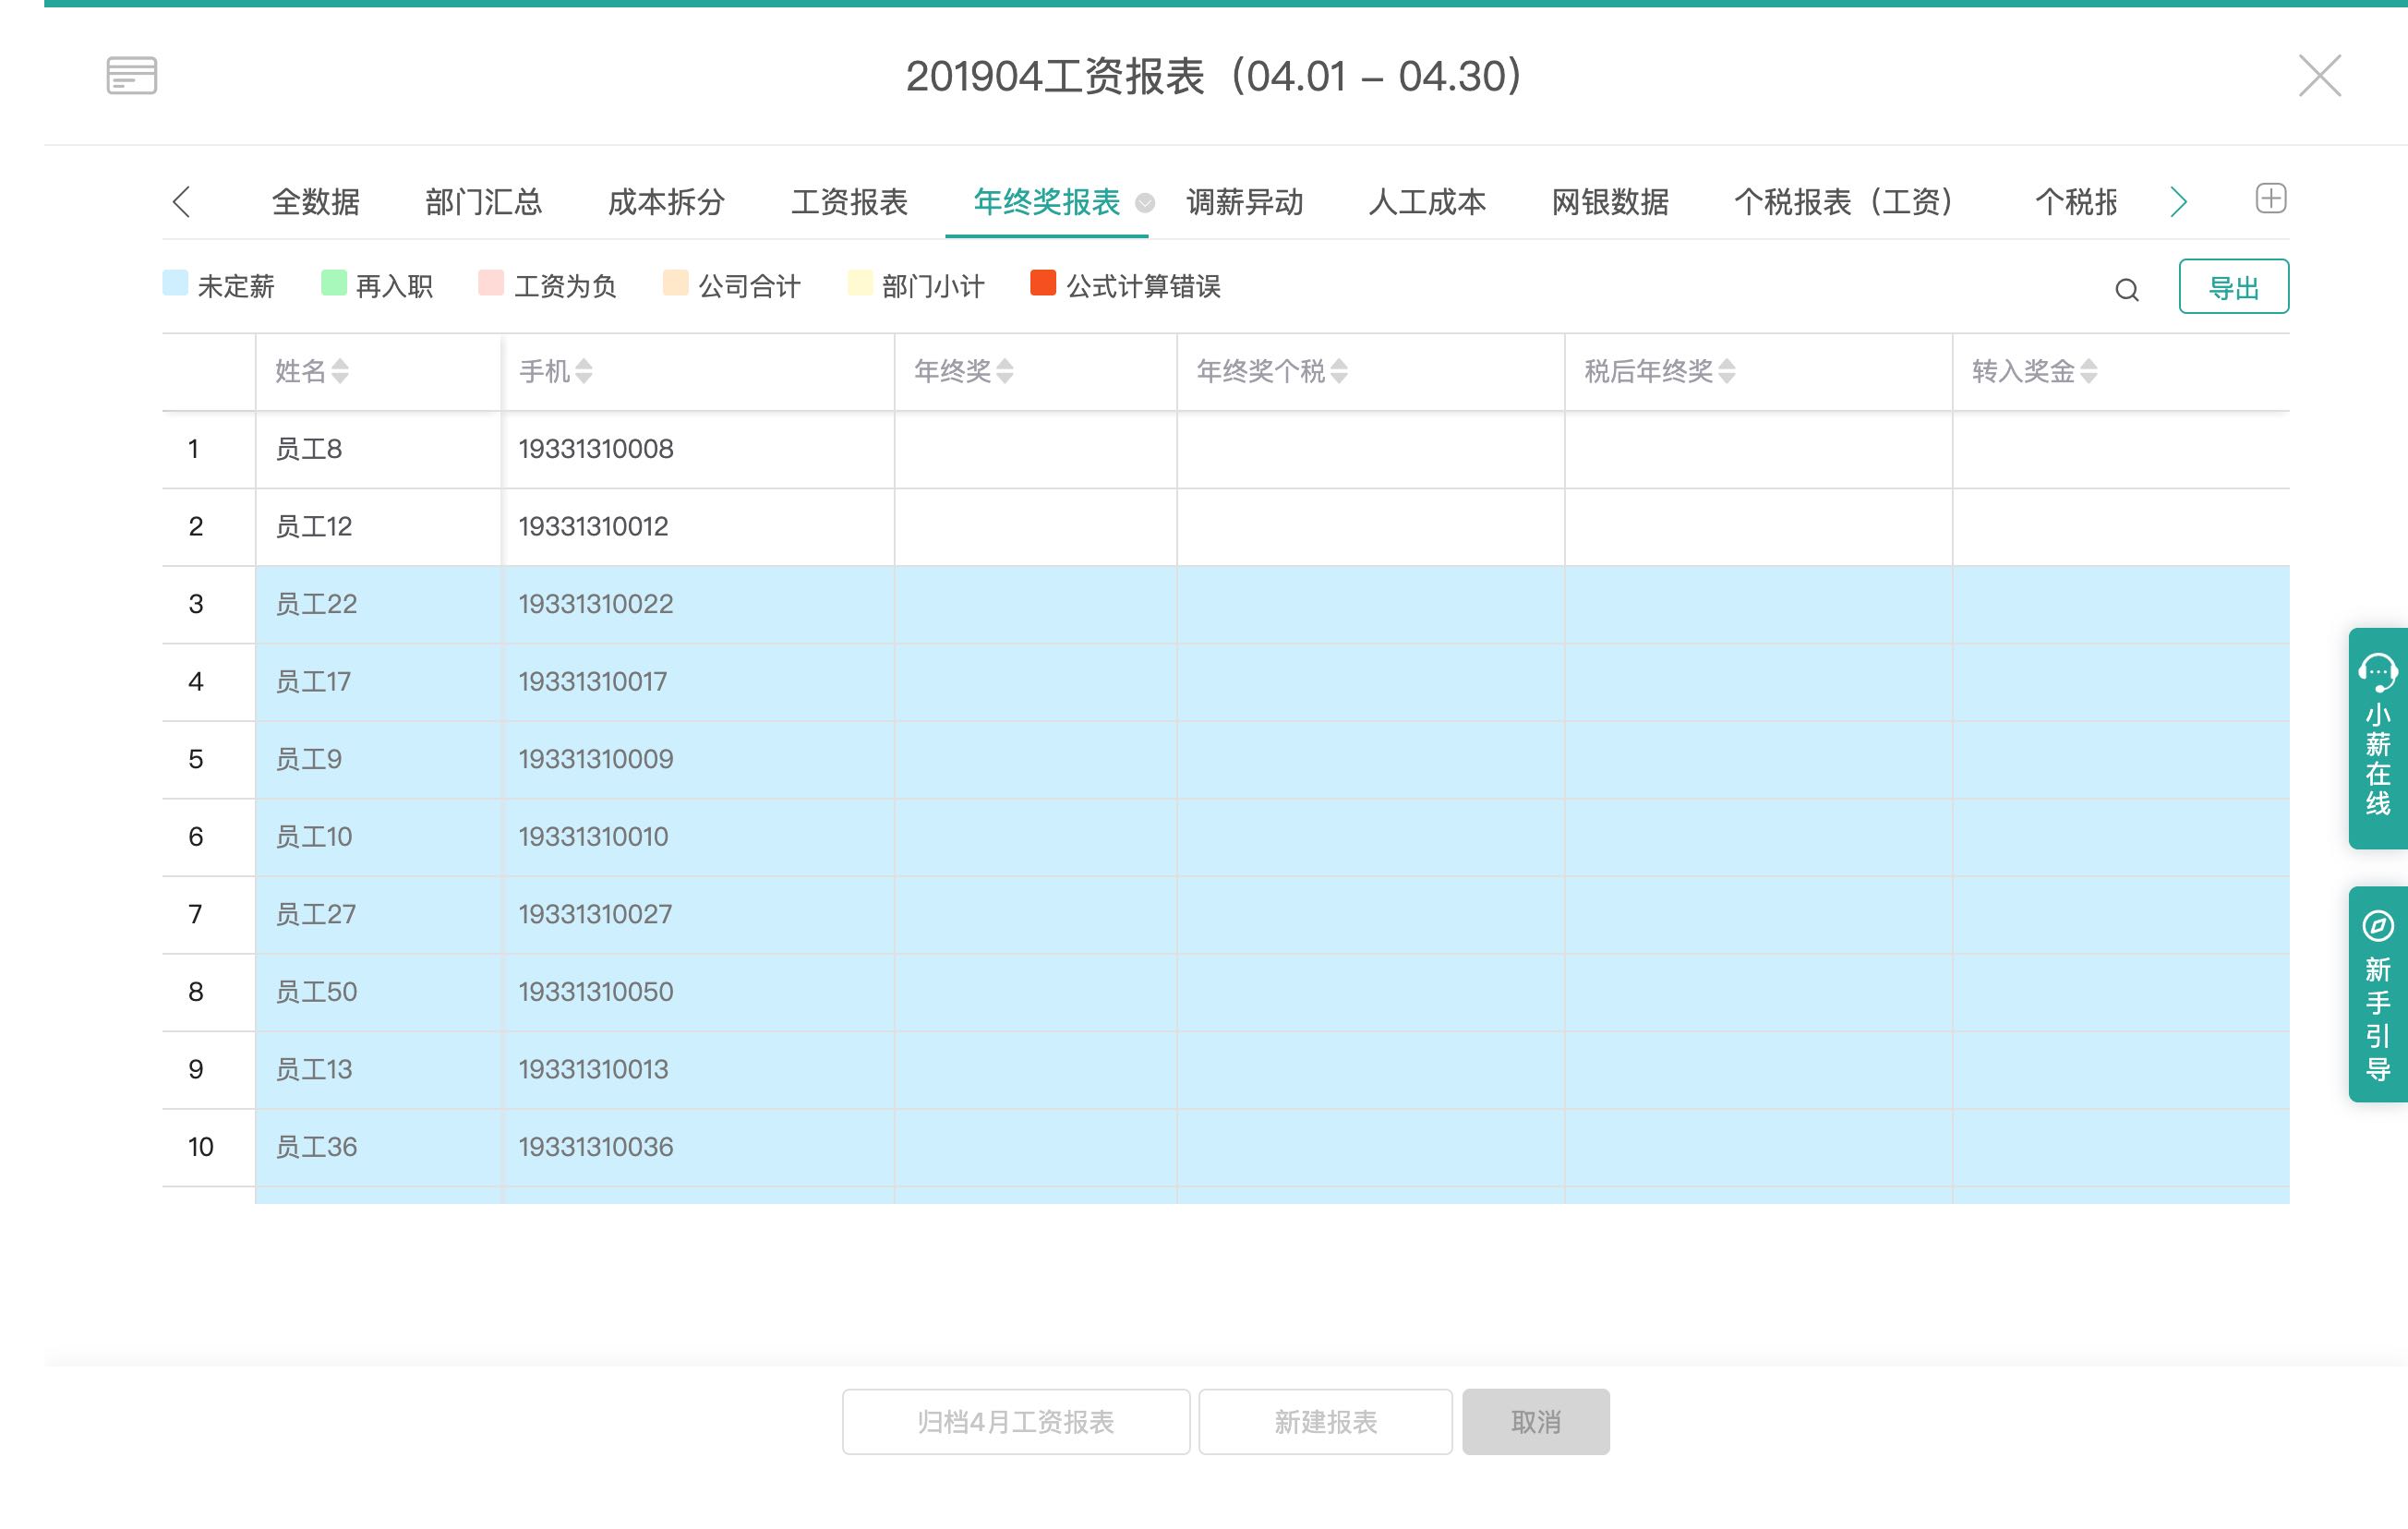 201904工资报表（04.01 – 04.30）
全数据 部门汇总 成本拆分 工资报表 年终奖报表 调薪异动 人工成本 网银数据 个税报表（工资） 个税报
未定薪 再入职 工资为负 公司合计 部门小计 公式计算错误 导出
姓名 手机 年终奖 年终奖个税 税后年终奖 转入奖金
1 员工8 19331310008
2 员工12 19331310012
3 员工22 19331310022
4 员工17 19331310017
5 员工9 19331310009
6 员工10 19331310010
7 员工27 19331310027
8 员工50 19331310050
9 员工13 19331310013
10 员工36 19331310036
小薪在线
新手引导
归档4月工资报表 新建报表 取消